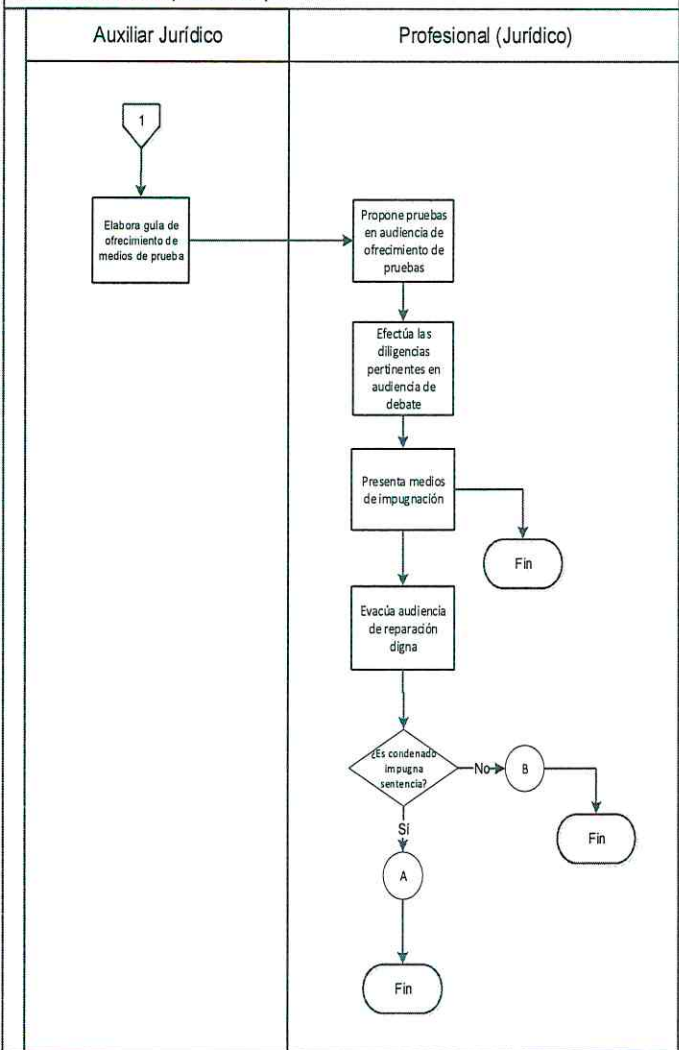 Auxiliar Jurídico
Profesional (Jurídico)
1
Elabora guía de
ofrecimiento de
medios de prueba
Propone pruebas
en audiencia de
ofrecimiento de
pruebas
Efectúa las
diligencias
pertinentes en
audiencia de
debate
Presenta medios
de impugnación
Fin
Evacúa audiencia
de reparación
digna
¿Es condenado
impugna
sentencia?
No
B
Fin
Sí
A
Fin